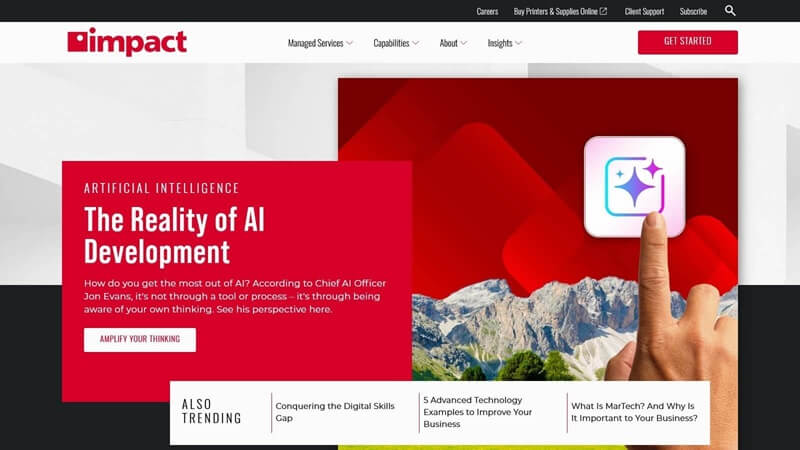 Careers Buy Printers & Supplies Online Client Support Subscribe
impact Managed Services Capabilities About Insights GET STARTED
ARTIFICIAL INTELLIGENCE
The Reality of AI
Development
How do you get the most out of AI? According to Chief AI Officer
Jon Evans, it's not through a tool or process – it's through being
aware of your own thinking. See his perspective here.
AMPLIFY YOUR THINKING
ALSO
TRENDING
Conquering the Digital Skills
Gap
5 Advanced Technology
Examples to Improve Your
Business
What Is MarTech? And Why Is
It Important to Your Business?